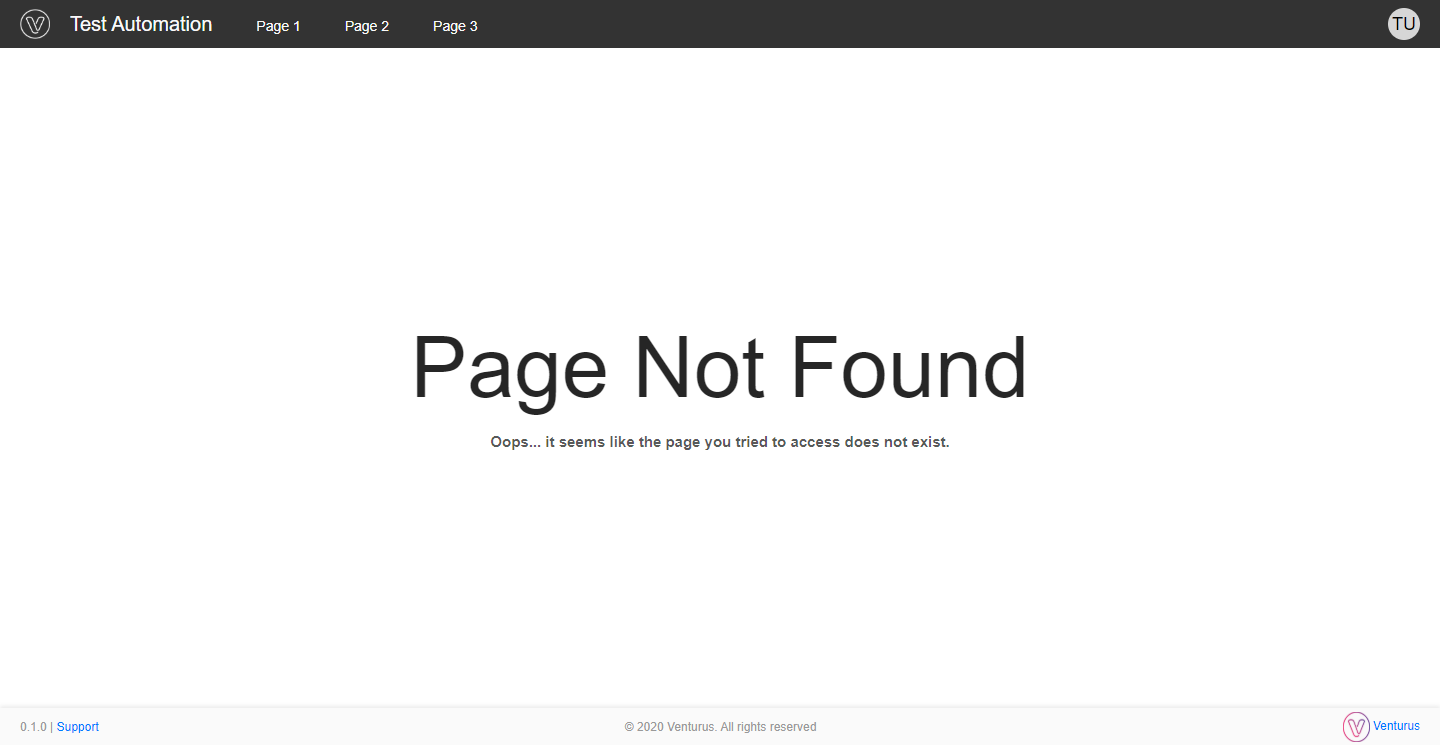 Test Automation Page 1 Page 2 Page 3 TU
Page Not Found
Oops... it seems like the page you tried to access does not exist.
0.1.0 | Support © 2020 Venturus. All rights reserved Venturus